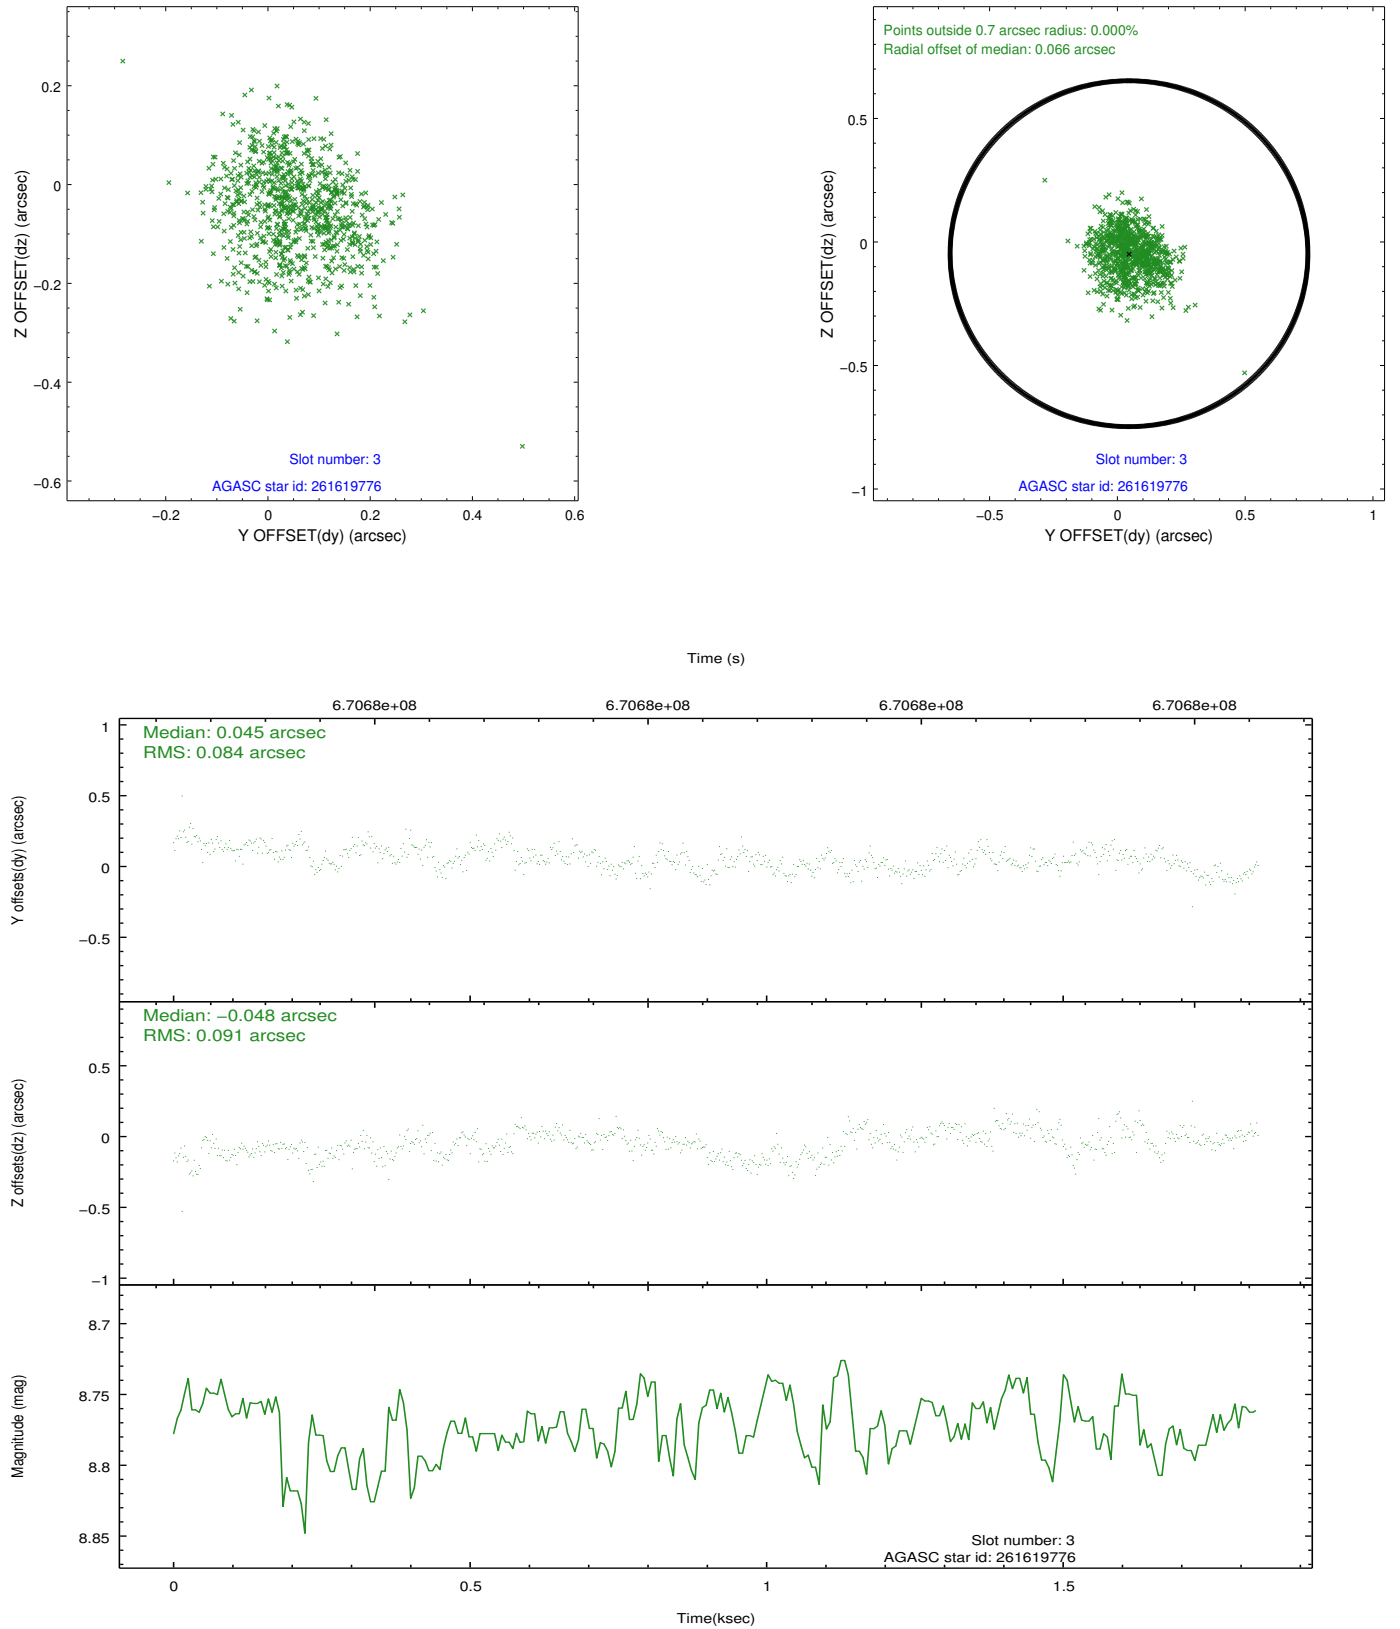 0.2
0
−0.2
−0.4
−0.6
Z OFFSET(dz) (arcsec)
Slot number: 3
AGASC star id: 261619776
−0.2 0 0.2 0.4 0.6
Y OFFSET(dy) (arcsec)
Points outside 0.7 arcsec radius: 0.000%
Radial offset of median: 0.066 arcsec
0.5
0
−0.5
−1
Z OFFSET(dz) (arcsec)
Slot number: 3
AGASC star id: 261619776
−0.5 0 0.5 1
Y OFFSET(dy) (arcsec)
Time (s)
6.7068e+08 6.7068e+08 6.7068e+08 6.7068e+08
Median: 0.045 arcsec
RMS: 0.084 arcsec
1
0.5
0
−0.5
Y offsets(dy) (arcsec)
Median: −0.048 arcsec
RMS: 0.091 arcsec
0.5
0
−0.5
−1
Z offsets(dz) (arcsec)
8.7
8.75
8.8
8.85
Magnitude (mag)
Slot number: 3
AGASC star id: 261619776
0 0.5 1 1.5
Time(ksec)